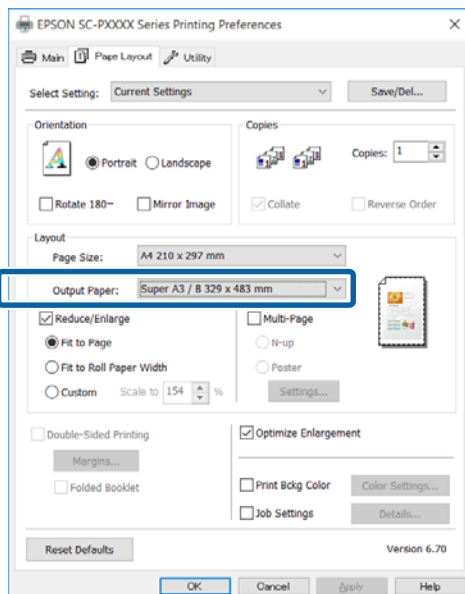 EPSON SC-PXXXX Series Printing Preferences
Main Page Layout Utility
Select Setting: Current Settings Save/Del...
Orientation Copies
Portrait Landscape Copies: 1
Rotate 180° Mirror Image Collate Reverse Order
Layout
Page Size: A4 210 x 297 mm
Output Paper: Super A3 / B 329 x 483 mm
Reduce/Enlarge Multi-Page
Fit to Page N-up
Fit to Roll Paper Width Poster
Custom Scale to 154 % Settings...
Double-Sided Printing Optimize Enlargement
Margins...
Folded Booklet Print Bckg Color Color Settings...
Job Settings Details...
Reset Defaults Version 6.70
OK Cancel Apply Help